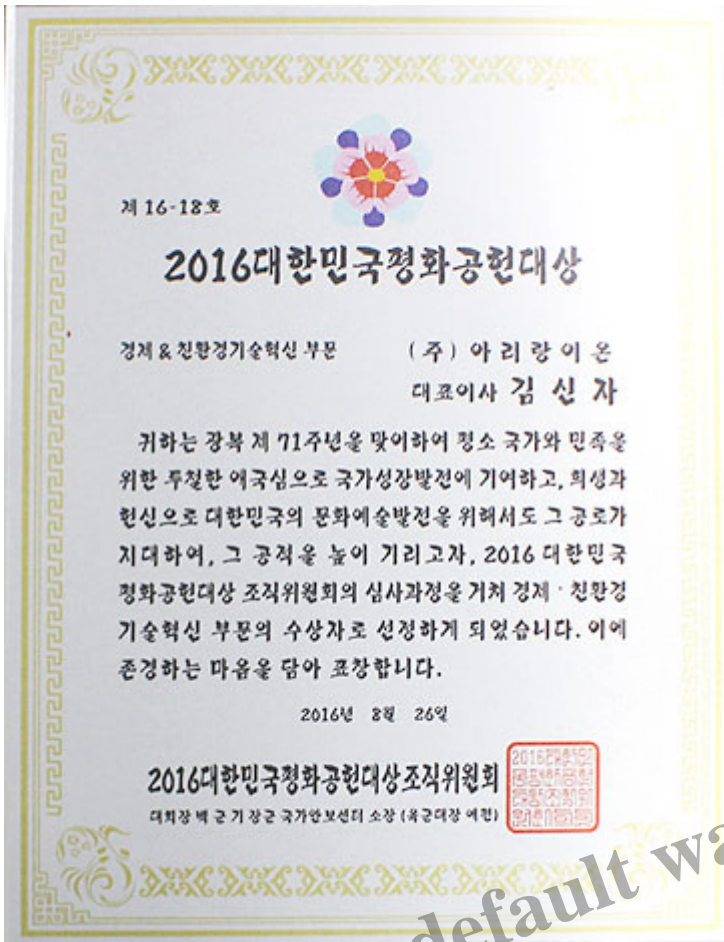 제 16-18호
2016대한민국평화공헌대상
경제 & 친환경기술혁신 부문 (주) 아리랑이온
대표이사 김신자
귀하는 광복 제 71주년을 맞이하여 평소 국가와 민족을
위한 투철한 애국심으로 국가성장발전에 기여하고, 희생과
헌신으로 대한민국의 문화예술발전을 위해서도 그 공로가
지대하여, 그 공적을 높이 기리고자, 2016 대한민국
평화공헌대상 조직위원회의 심사과정을 거쳐 경제·친환경
기술혁신 부문의 수상자로 선정하게 되었습니다. 이에
존경하는 마음을 담아 표창합니다.
2016년 8월 26일
2016대한민국평화공헌대상조직위원회
대회장 백군기 장군 국가안보센터 소장 (육군대장 예편)
default wa